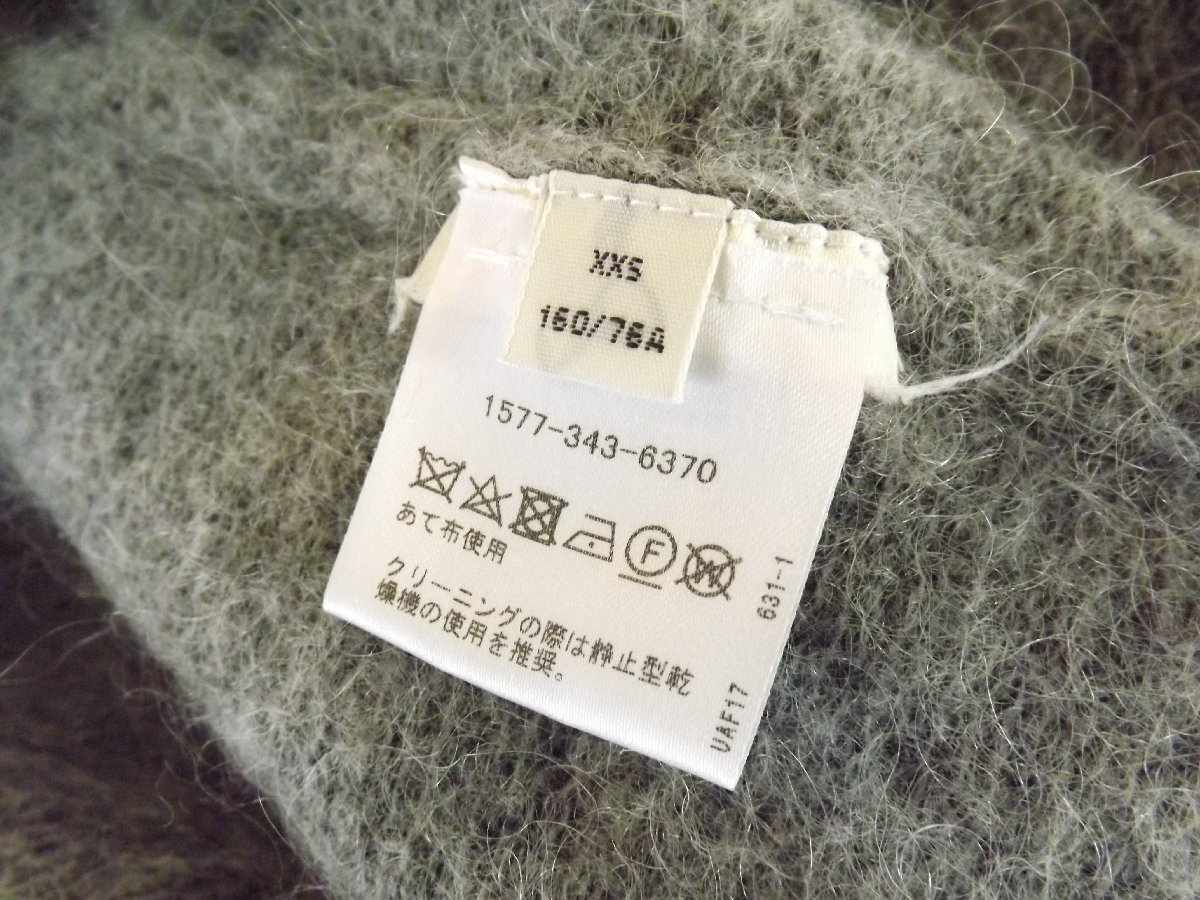 XXS
160/76A
1577-343-6370
F
W
あて布使用
クリーニングの際は静止型乾
燥機の使用を推奨。
631-1
UAF17